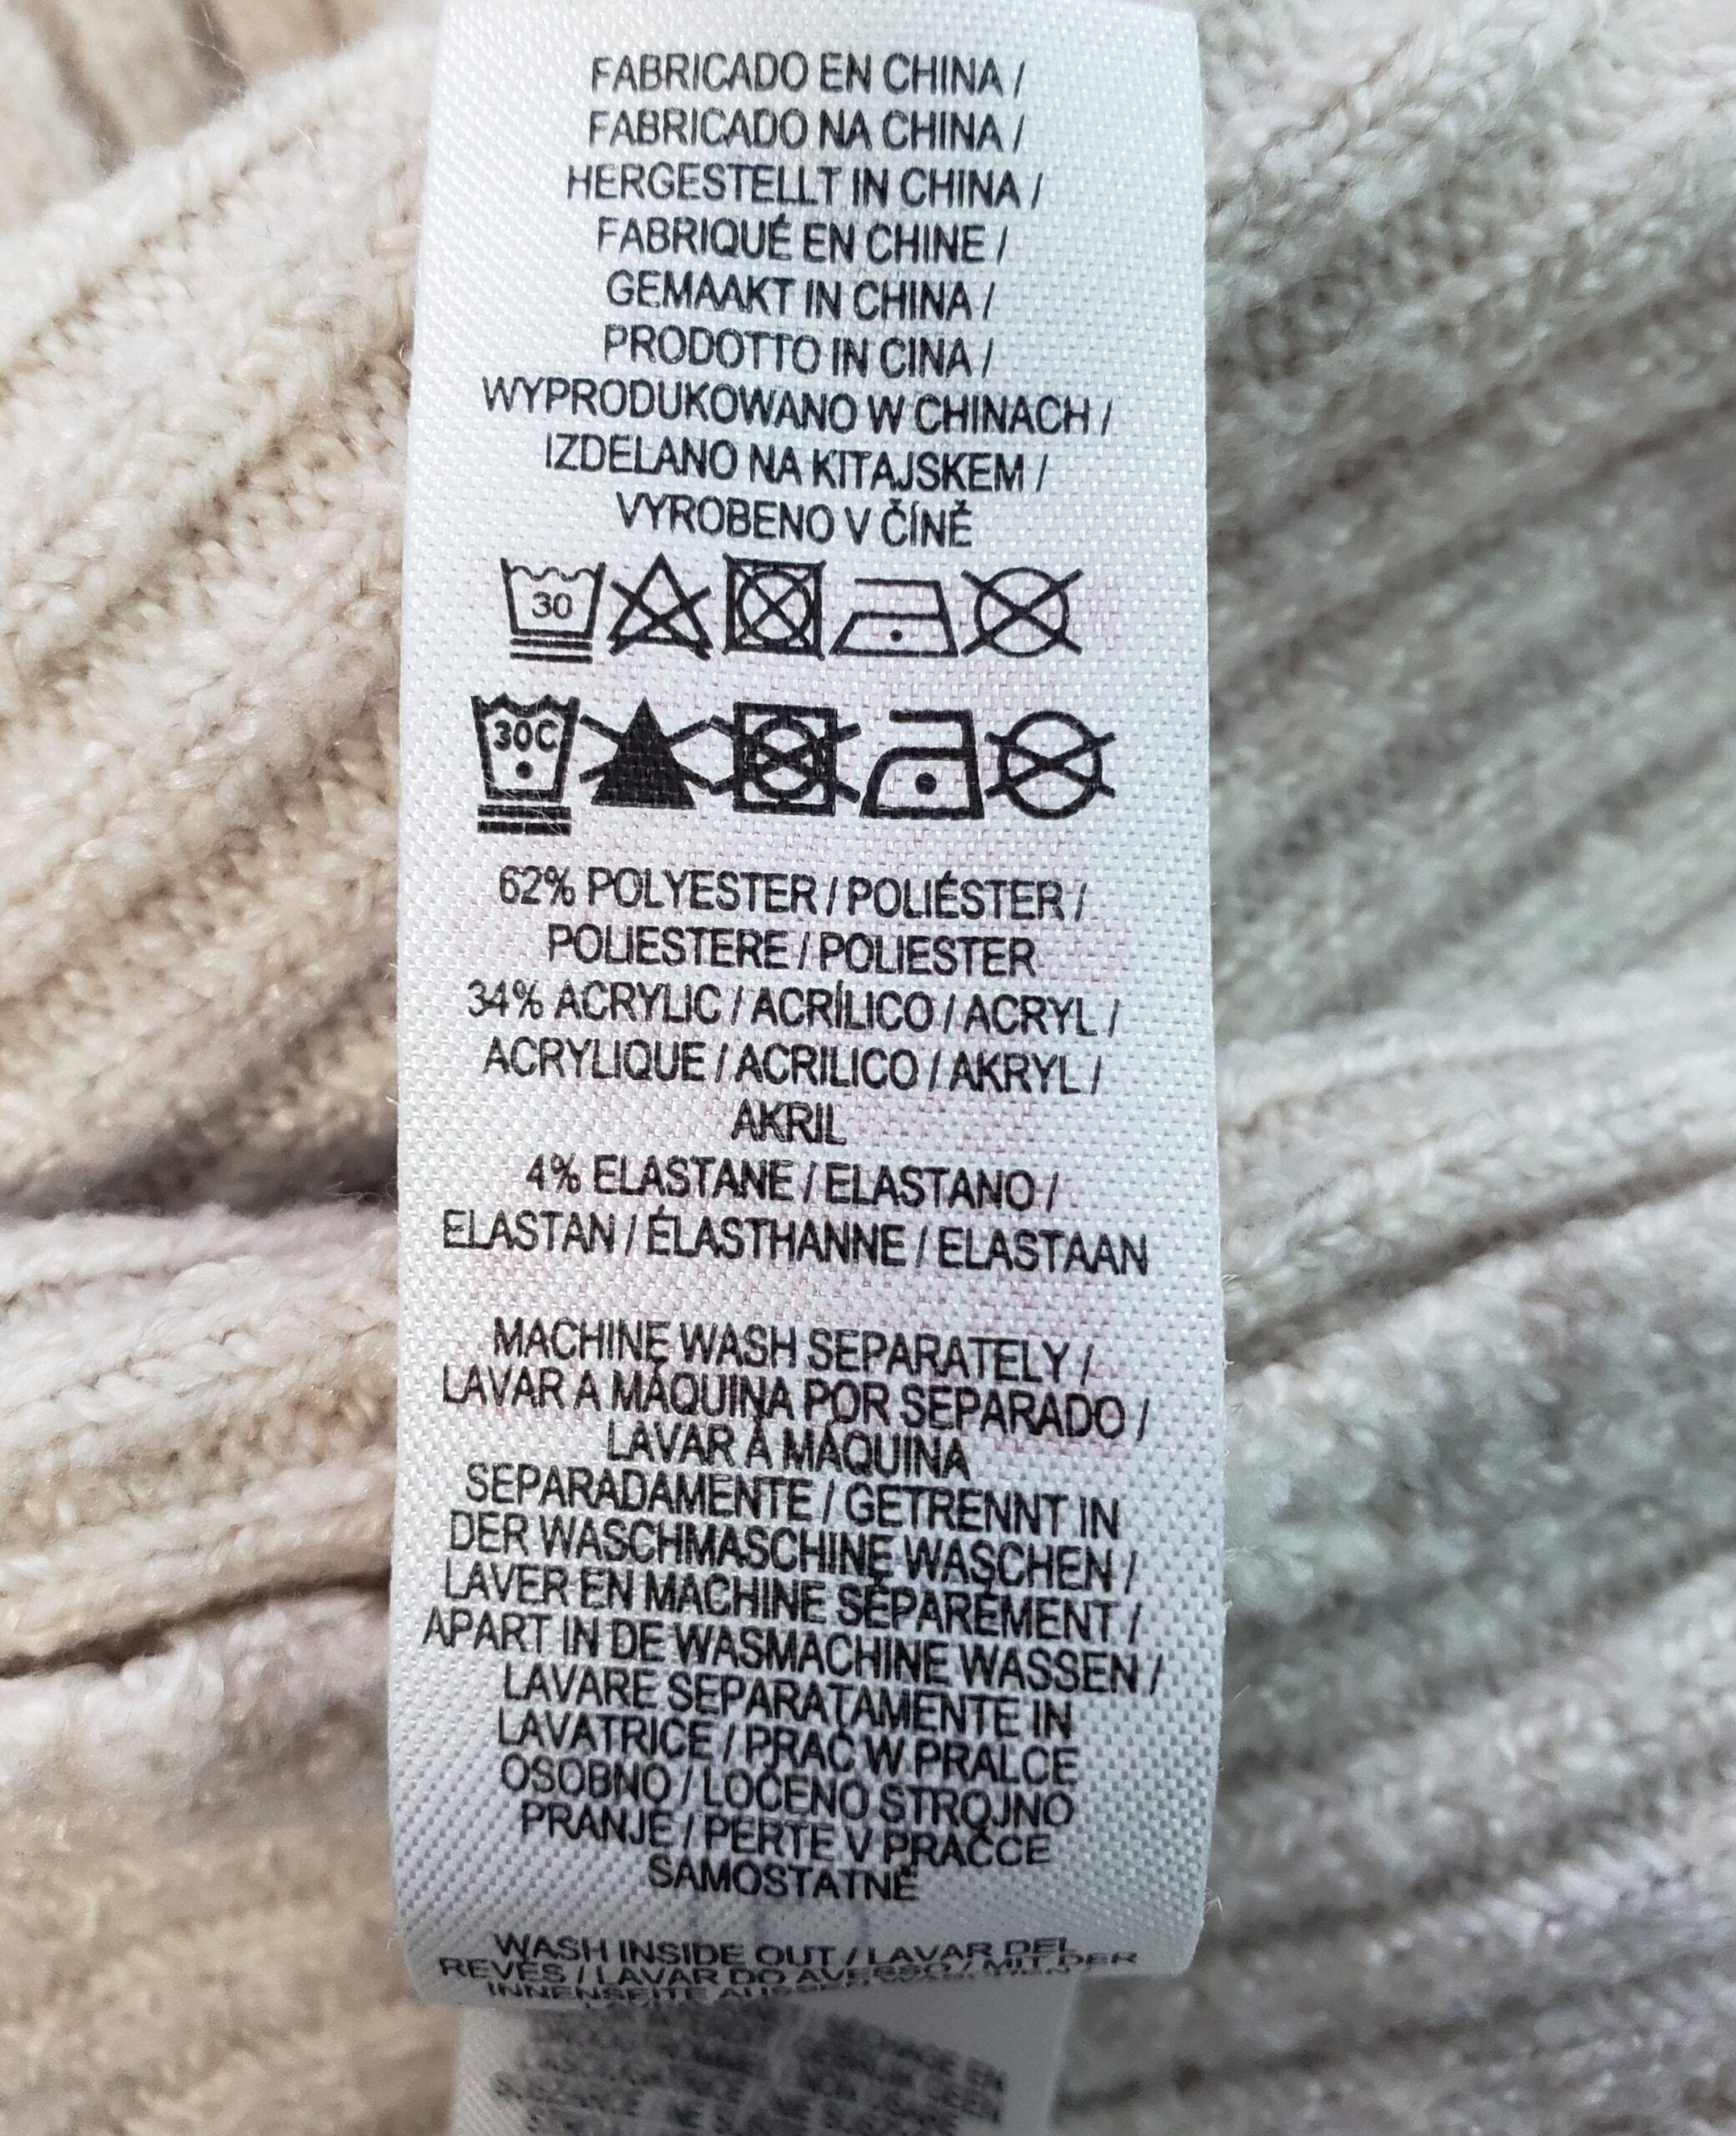 FABRICADO EN CHINA /
FABRICADO NA CHINA /
HERGESTELLT IN CHINA /
FABRIQUÉ EN CHINE /
GEMAAKT IN CHINA /
PRODOTTO IN CINA /
WYPRODUKOWANO W CHINACH /
IZDELANO NA KITAJSKEM /
VYROBENO V ČÍNĚ
30
30C
62% POLYESTER / POLIÉSTER /
POLIESTERE / POLIESTER
34% ACRYLIC / ACRÍLICO / ACRYL /
ACRYLIQUE / ACRILICO / AKRYL /
AKRIL
4% ELASTANE / ELASTANO /
ELASTAN / ÉLASTHANNE / ELASTAAN
MACHINE WASH SEPARATELY /
LAVAR A MÁQUINA POR SEPARADO /
LAVAR À MÁQUINA
SEPARADAMENTE / GETRENNT IN
DER WASCHMASCHINE WASCHEN /
LAVER EN MACHINE SÉPARÉMENT /
APART IN DE WASMACHINE WASSEN /
LAVARE SEPARATAMENTE IN
LAVATRICE / PRAĆ W PRALCE
OSOBNO / LOČENO STROJNO
PRANJE / PERTE V PRAČCE
SAMOSTATNĚ
WASH INSIDE OUT / LAVAR DEL
REVÉS / LAVAR DO AVESSO / MIT DER
INNENSEITE